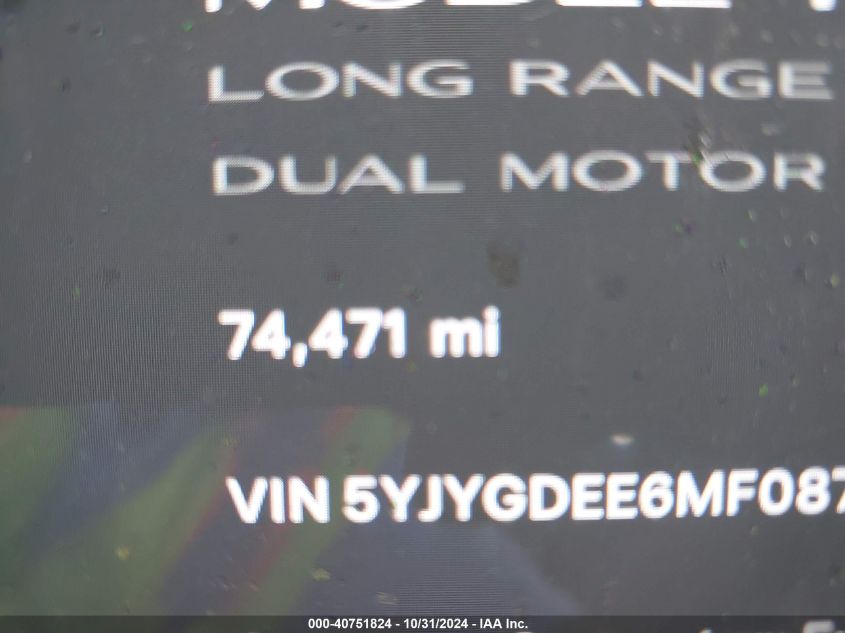 LONG RANGE
DUAL MOTOR
74,471 mi
VIN 5YJYGDEE6MF087
000-40751824 - 10/31/2024 - IAA Inc.